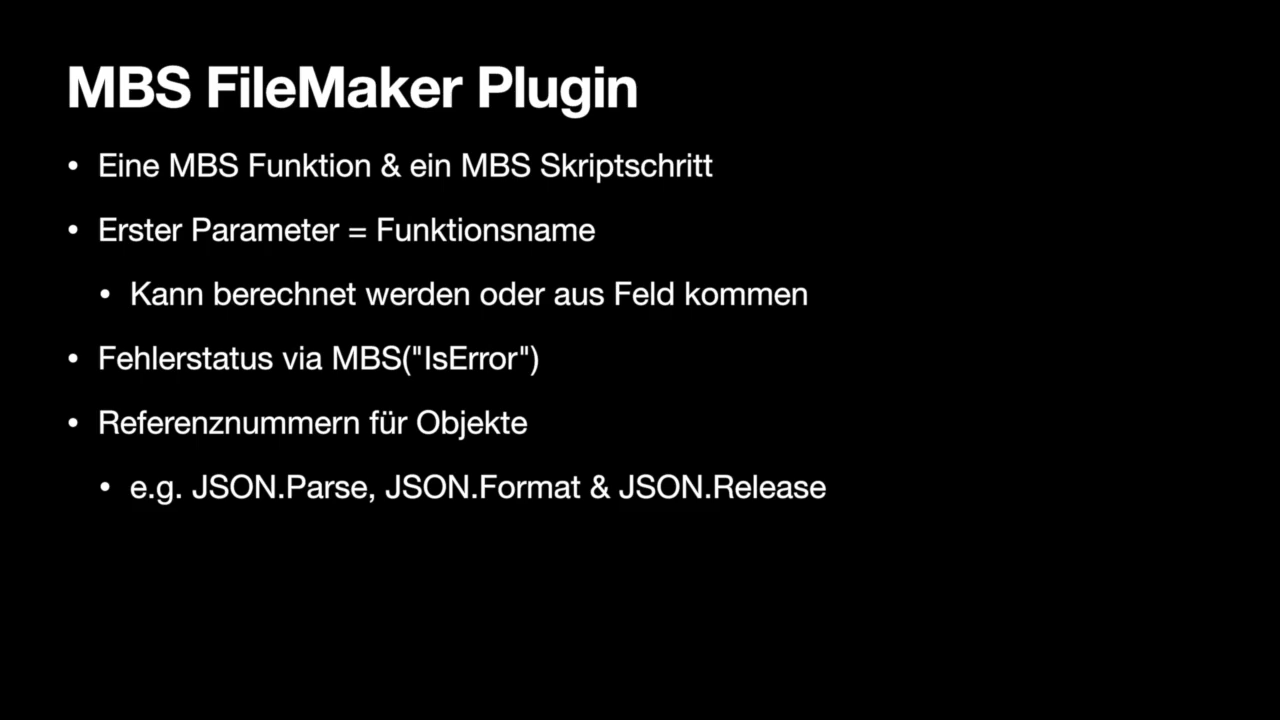 MBS FileMaker Plugin
• Eine MBS Funktion & ein MBS Skriptschritt
• Erster Parameter = Funktionsname
• Kann berechnet werden oder aus Feld kommen
• Fehlerstatus via MBS("IsError")
• Referenznummern für Objekte
• e.g. JSON.Parse, JSON.Format & JSON.Release